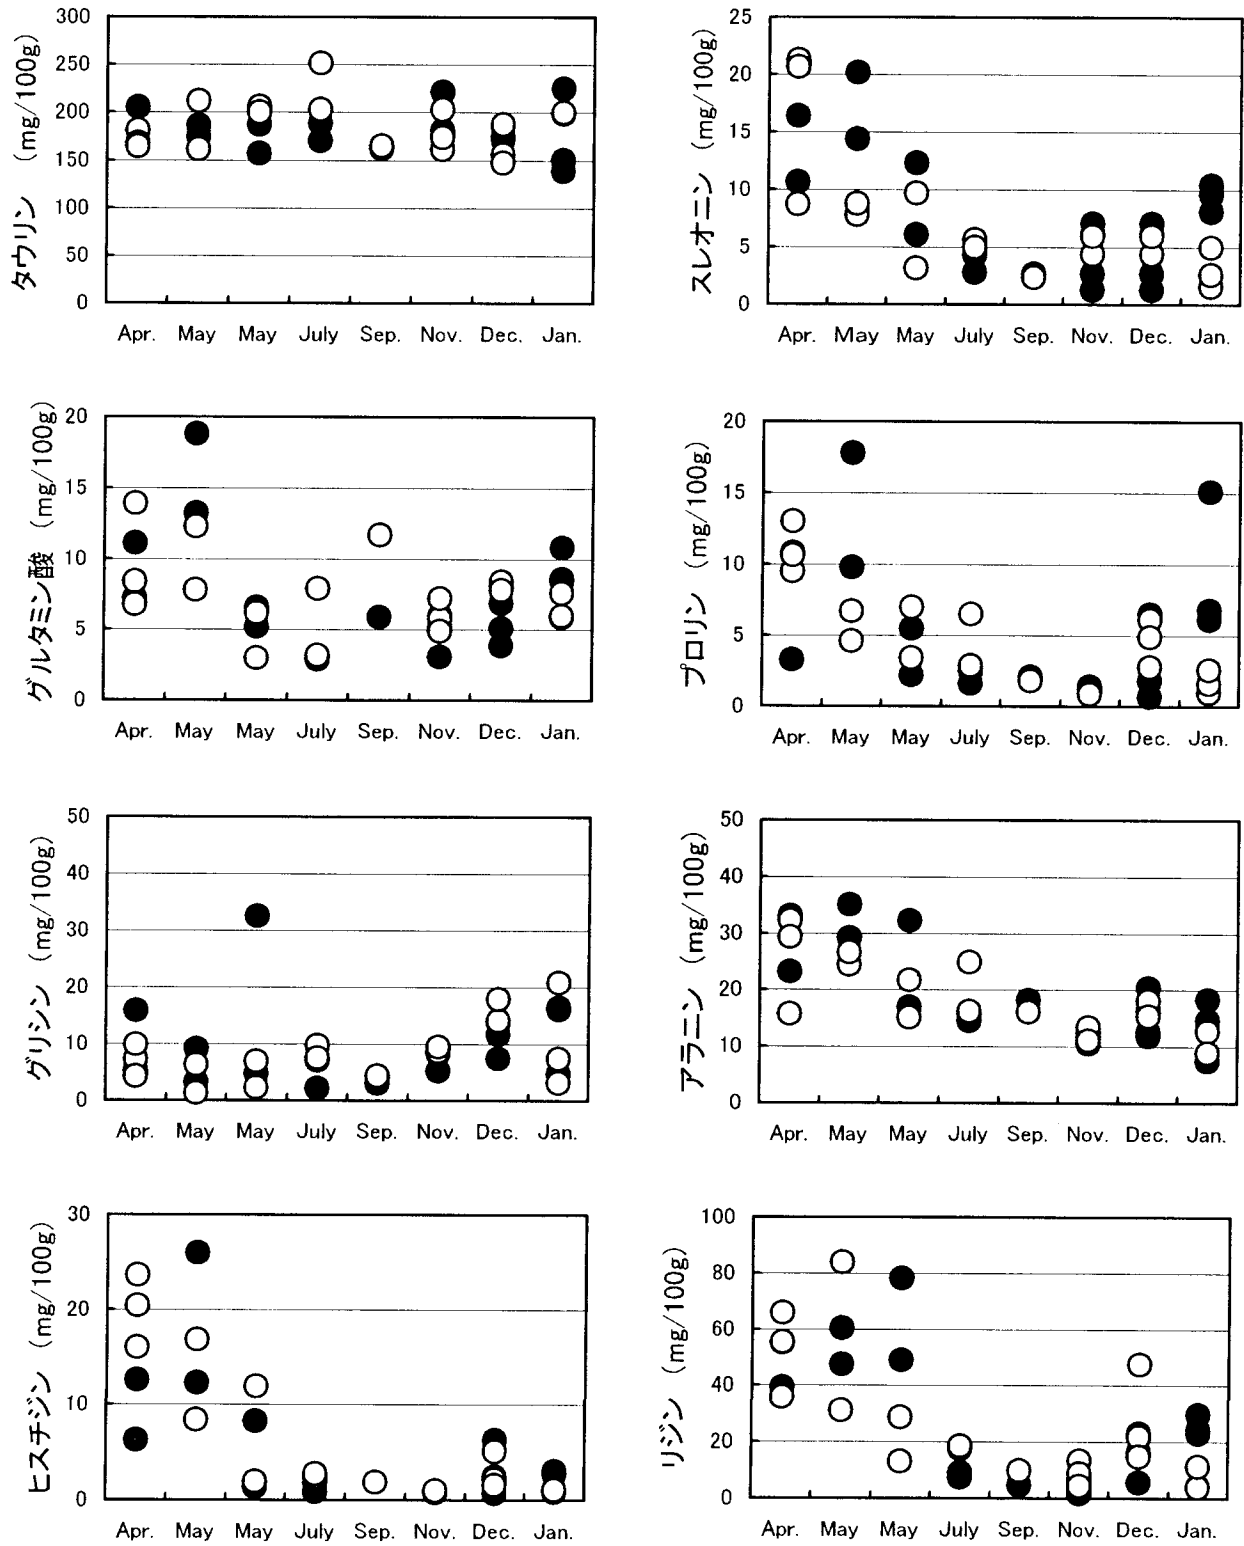 タウリン (mg/100g)
300
250
200
150
100
50
0
Apr. May May July Sep. Nov. Dec. Jan.
スレオニン (mg/100g)
25
20
15
10
5
0
Apr. May May July Sep. Nov. Dec. Jan.
グルタミン酸 (mg/100g)
20
15
10
5
0
Apr. May May July Sep. Nov. Dec. Jan.
プロリン (mg/100g)
20
15
10
5
0
Apr. May May July Sep. Nov. Dec. Jan.
グリシン (mg/100g)
50
40
30
20
10
0
Apr. May May July Sep. Nov. Dec. Jan.
アラニン (mg/100g)
50
40
30
20
10
0
Apr. May May July Sep. Nov. Dec. Jan.
ヒスチジン (mg/100g)
30
20
10
0
Apr. May May July Sep. Nov. Dec. Jan.
リジン (mg/100g)
100
80
60
40
20
0
Apr. May May July Sep. Nov. Dec. Jan.